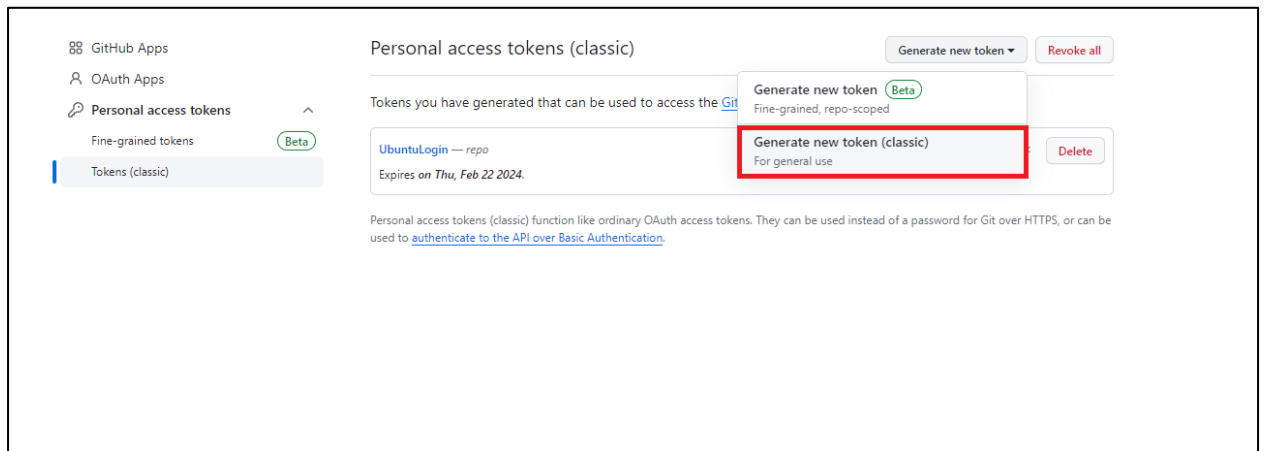 GitHub Apps
OAuth Apps
Personal access tokens
Fine-grained tokens Beta
Tokens (classic)
Personal access tokens (classic)
Generate new token
Revoke all
Generate new token Beta
Fine-grained, repo-scoped
Generate new token (classic)
For general use
Tokens you have generated that can be used to access the Git
UbuntuLogin — repo
Delete
Expires on Thu, Feb 22 2024.
Personal access tokens (classic) function like ordinary OAuth access tokens. They can be used instead of a password for Git over HTTPS, or can be
used to authenticate to the API over Basic Authentication.